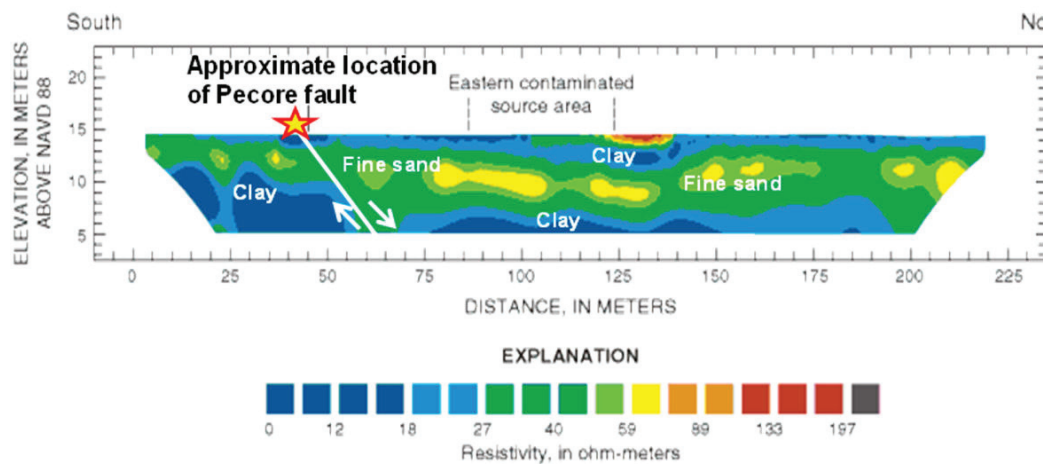 South
No
Approximate location
of Pecore fault
Eastern contaminated
source area
ELEVATION, IN METERS
ABOVE NAVD 88
20
15
10
5
Clay
Fine sand
Clay
Fine sand
Clay
0 25 50 75 100 125 150 175 200 225
DISTANCE, IN METERS
EXPLANATION
0 12 18 27 40 59 89 133 197
Resistivity, in ohm-meters